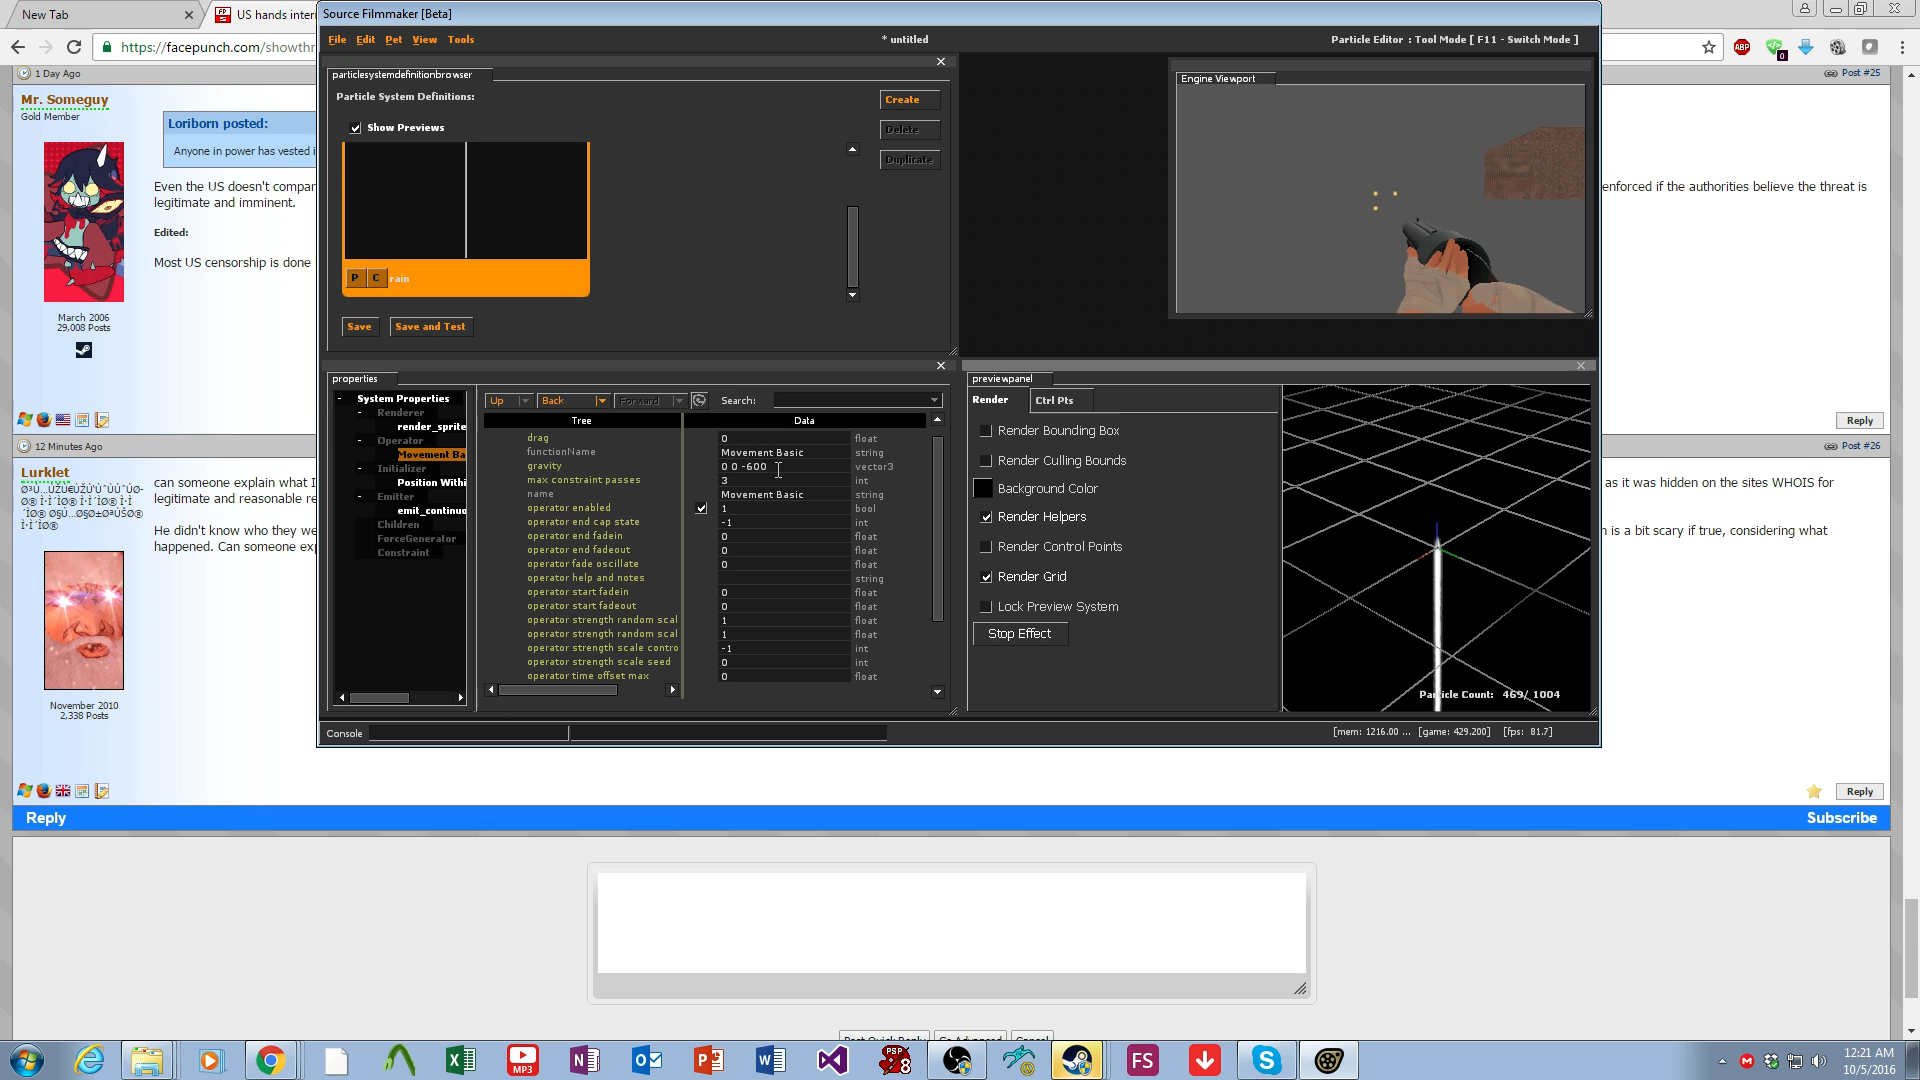 New Tab
US hands inter
https://facepunch.com/showthr
1 Day Ago
Post #25
Mr. Someguy
Gold Member
Loriborn posted:
Anyone in power has vested i
Even the US doesn't compar
enforced if the authorities believe the threat is
legitimate and imminent.
Edited:
Most US censorship is done
March 2006
29,008 Posts
Reply
12 Minutes Ago
Post #26
Lurklet
can someone explain what I
as it was hidden on the sites WHOIS for
legitimate and reasonable re
He didn't know who they we
n is a bit scary if true, considering what
happened. Can someone exp
November 2010
2,338 Posts
Reply
Reply
Subscribe
Source Filmmaker [Beta]
File Edit Pet View Tools
* untitled
Particle Editor : Tool Mode [ F11 - Switch Mode ]
particlesystemdefinitionbrowser
Particle System Definitions:
Show Previews
Create
Delete
Duplicate
P C rain
Save
Save and Test
Engine Viewport
properties
System Properties
Renderer
render_sprite
Operator
Movement Ba
Initializer
Position Withi
Emitter
emit_continuo
Children
ForceGenerator
Constraint
Up Back Forward Search:
Tree Data
drag 0 float
functionName Movement Basic string
gravity 0 0 -600 vector3
max constraint passes 3 int
name Movement Basic string
operator enabled 1 bool
operator end cap state -1 int
operator end fadein 0 float
operator end fadeout 0 float
operator fade oscillate 0 float
operator help and notes string
operator start fadein 0 float
operator start fadeout 0 float
operator strength random scal 1 float
operator strength random scal 1 float
operator strength scale contro -1 int
operator strength scale seed 0 int
operator time offset max 0 float
previewpanel
Render Ctrl Pts
Render Bounding Box
Render Culling Bounds
Background Color
Render Helpers
Render Control Points
Render Grid
Lock Preview System
Stop Effect
Particle Count: 469/ 1004
Console
[mem: 1216.00 ... [game: 429.200] [fps: 81.7]
12:21 AM
10/5/2016